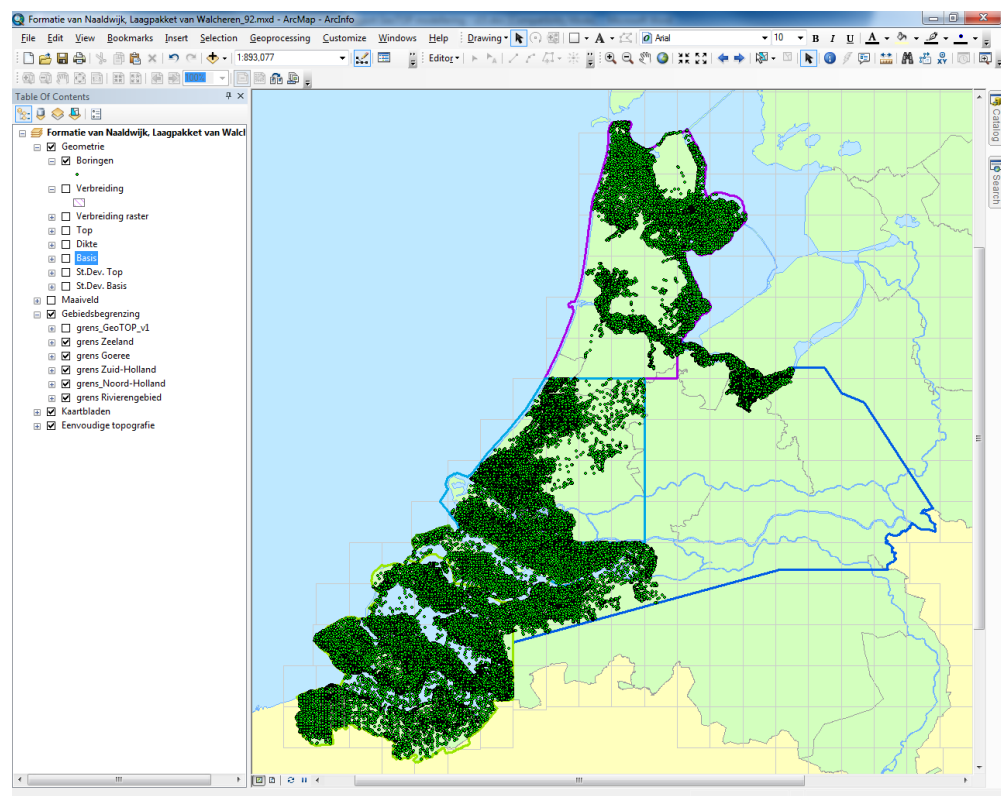 Formatie van Naaldwijk, Laagpakket van Walcheren_92.mxd - ArcMap - ArcInfo
File Edit View Bookmarks Insert Selection Geoprocessing Customize Windows Help Drawing A Arial 10 B I U A
1:893,077 Editor
100%
Table Of Contents
Formatie van Naaldwijk, Laagpakket van Walcl
Geometrie
Boringen
Verbreiding
Verbreiding raster
Top
Dikte
Basis
St.Dev. Top
St.Dev. Basis
Maaiveld
Gebiedsbegrenzing
grens_GeoTOP_v1
grens Zeeland
grens Goeree
grens Zuid-Holland
grens_Noord-Holland
grens Rivierengebied
Kaartbladen
Eenvoudige topografie
Catalog
Search